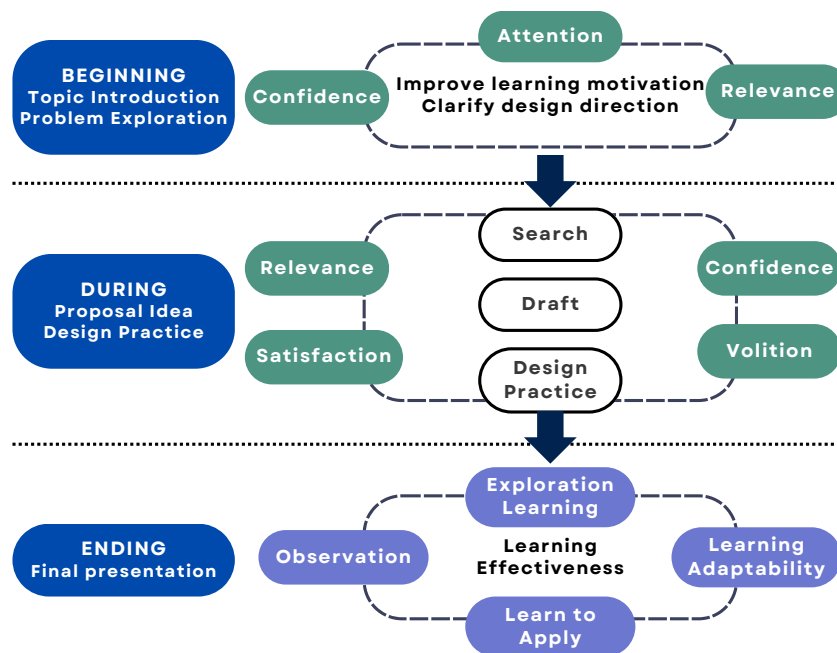 BEGINNING
Topic Introduction
Problem Exploration
Attention
Confidence
Improve learning motivation
Clarify design direction
Relevance
DURING
Proposal Idea
Design Practice
Relevance
Satisfaction
Search
Draft
Design
Practice
Confidence
Volition
ENDING
Final presentation
Exploration
Learning
Observation
Learning
Effectiveness
Learning
Adaptability
Learn to
Apply